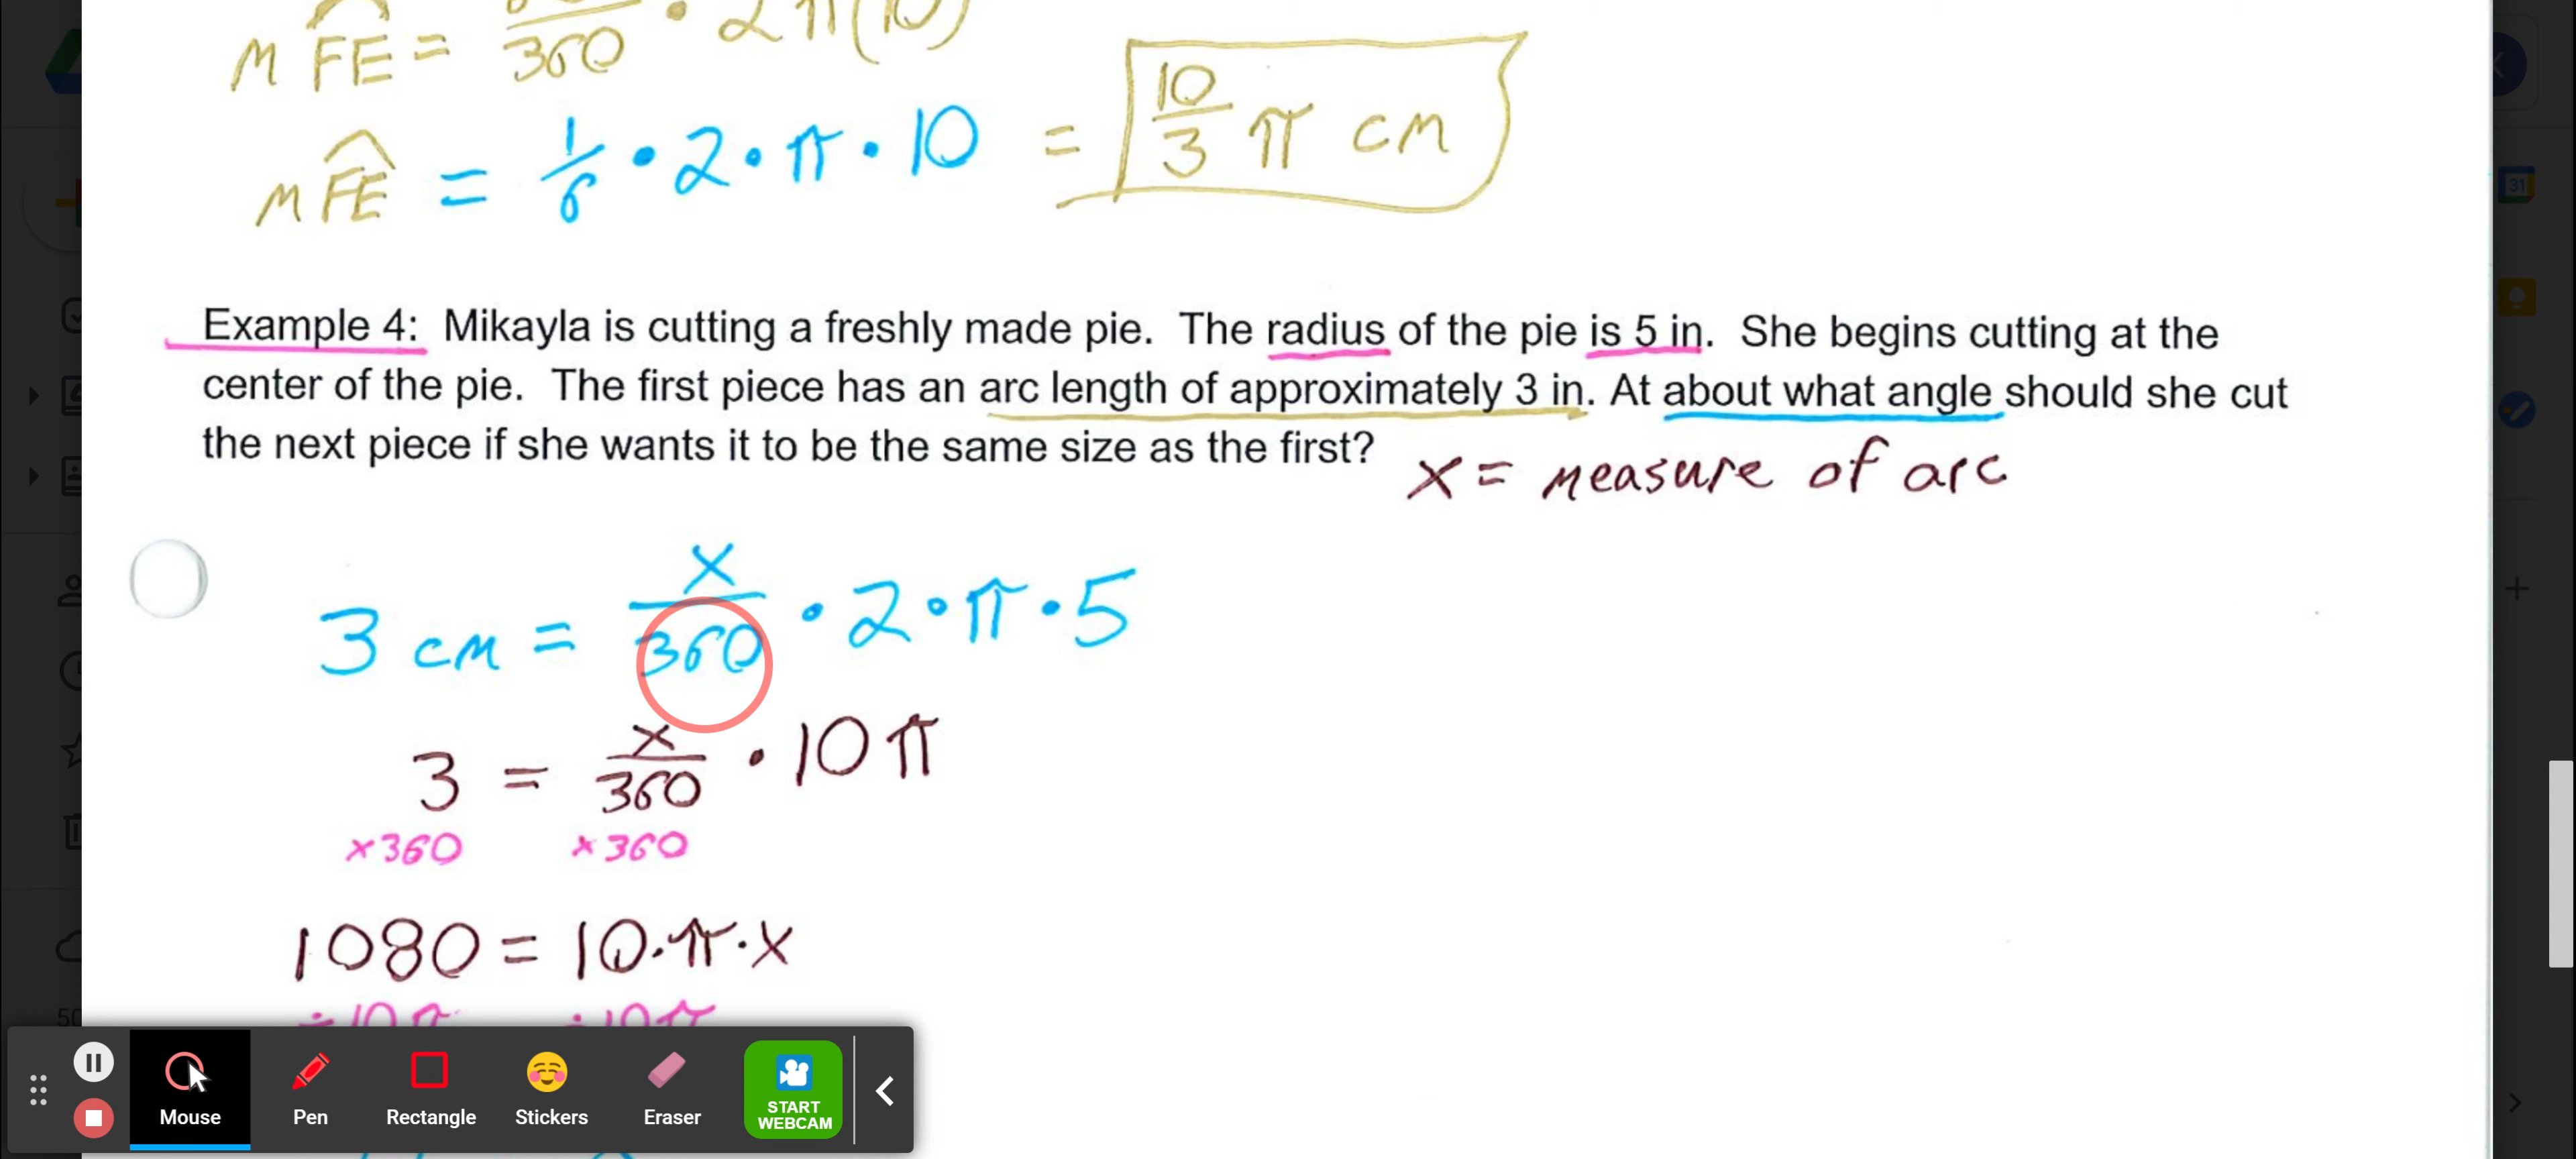 m FE = 360 · 2π(10)
m FE = 1/6 · 2 · π · 10 = 10/3 π cm
Example 4: Mikayla is cutting a freshly made pie. The radius of the pie is 5 in. She begins cutting at the
center of the pie. The first piece has an arc length of approximately 3 in. At about what angle should she cut
the next piece if she wants it to be the same size as the first?
x = measure of arc
3 cm = x/360 · 2 · π · 5
3 = x/360 · 10π
×360 ×360
1080 = 10·π·x
÷10π ÷10π
31
50
Mouse Pen Rectangle Stickers Eraser
START
WEBCAM